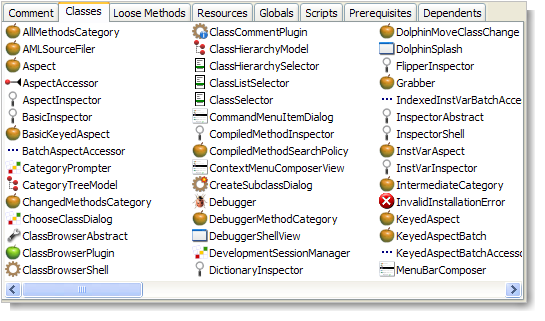 Comment Classes Loose Methods Resources Globals Scripts Prerequisites Dependents
AllMethodsCategory
AMLSourceFiler
Aspect
AspectAccessor
AspectInspector
BasicInspector
BasicKeyedAspect
BatchAspectAccessor
CategoryPrompter
CategoryTreeModel
ChangedMethodsCategory
ChooseClassDialog
ClassBrowserAbstract
ClassBrowserPlugin
ClassBrowserShell
ClassCommentPlugin
ClassHierarchyModel
ClassHierarchySelector
ClassListSelector
ClassSelector
CommandMenuItemDialog
CompiledMethodInspector
CompiledMethodSearchPolicy
ContextMenuComposerView
CreateSubclassDialog
Debugger
DebuggerMethodCategory
DebuggerShellView
DevelopmentSessionManager
DictionaryInspector
DolphinMoveClassChange
DolphinSplash
FlipperInspector
Grabber
IndexedInstVarBatchAcce
InspectorAbstract
InspectorShell
InstVarAspect
InstVarInspector
IntermediateCategory
InvalidInstallationError
KeyedAspect
KeyedAspectBatch
KeyedAspectBatchAccesso
MenuBarComposer